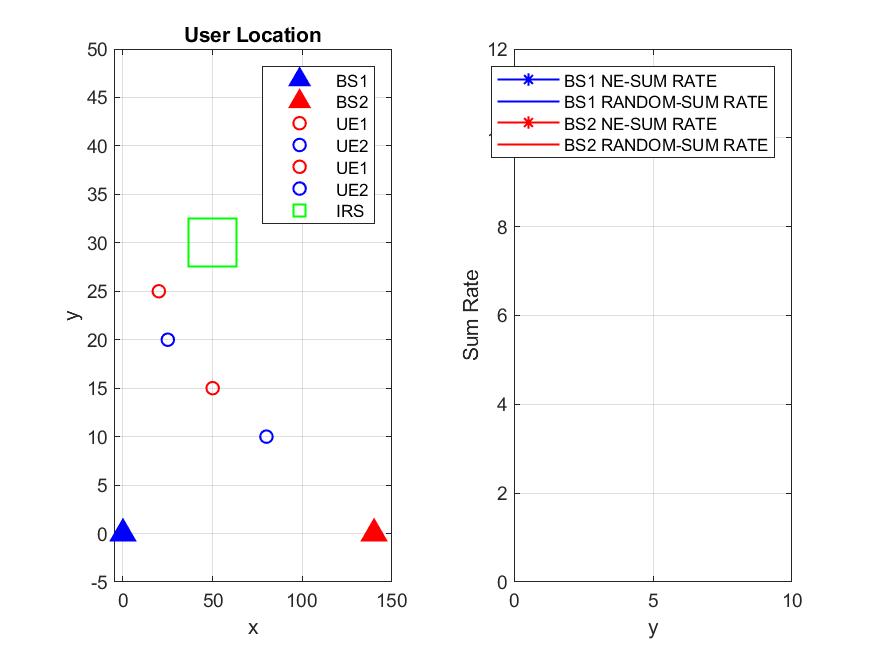 User Location
50
45
40
35
30
25
20
15
10
5
0
-5
y
BS1
BS2
UE1
UE2
UE1
UE2
IRS
0
50
100
150
x
12
8
6
4
2
0
Sum Rate
BS1 NE-SUM RATE
BS1 RANDOM-SUM RATE
BS2 NE-SUM RATE
BS2 RANDOM-SUM RATE
0
5
10
y